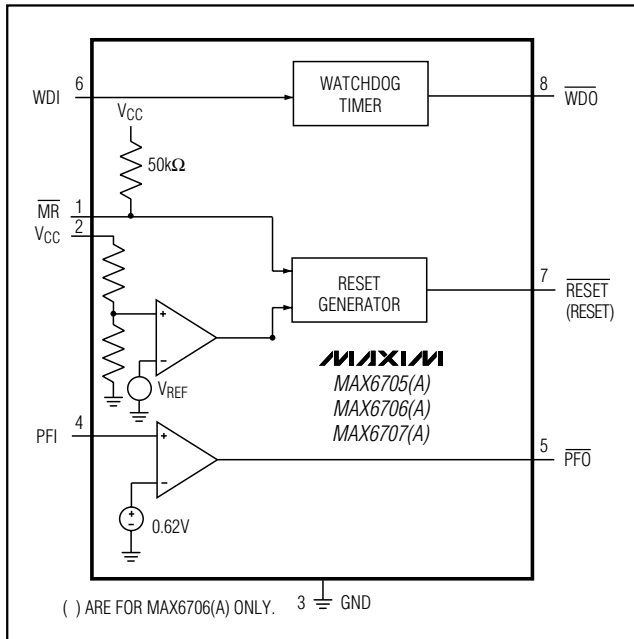 WATCHDOG
TIMER
6
WDI
8
WDO
VCC
50kΩ
MR
1
VCC
2
RESET
GENERATOR
7
RESET
(RESET)
+
−
VREF
MAXIM
MAX6705(A)
MAX6706(A)
MAX6707(A)
4
PFI
+
−
5
PFO
+
−
0.62V
( ) ARE FOR MAX6706(A) ONLY.
3
GND